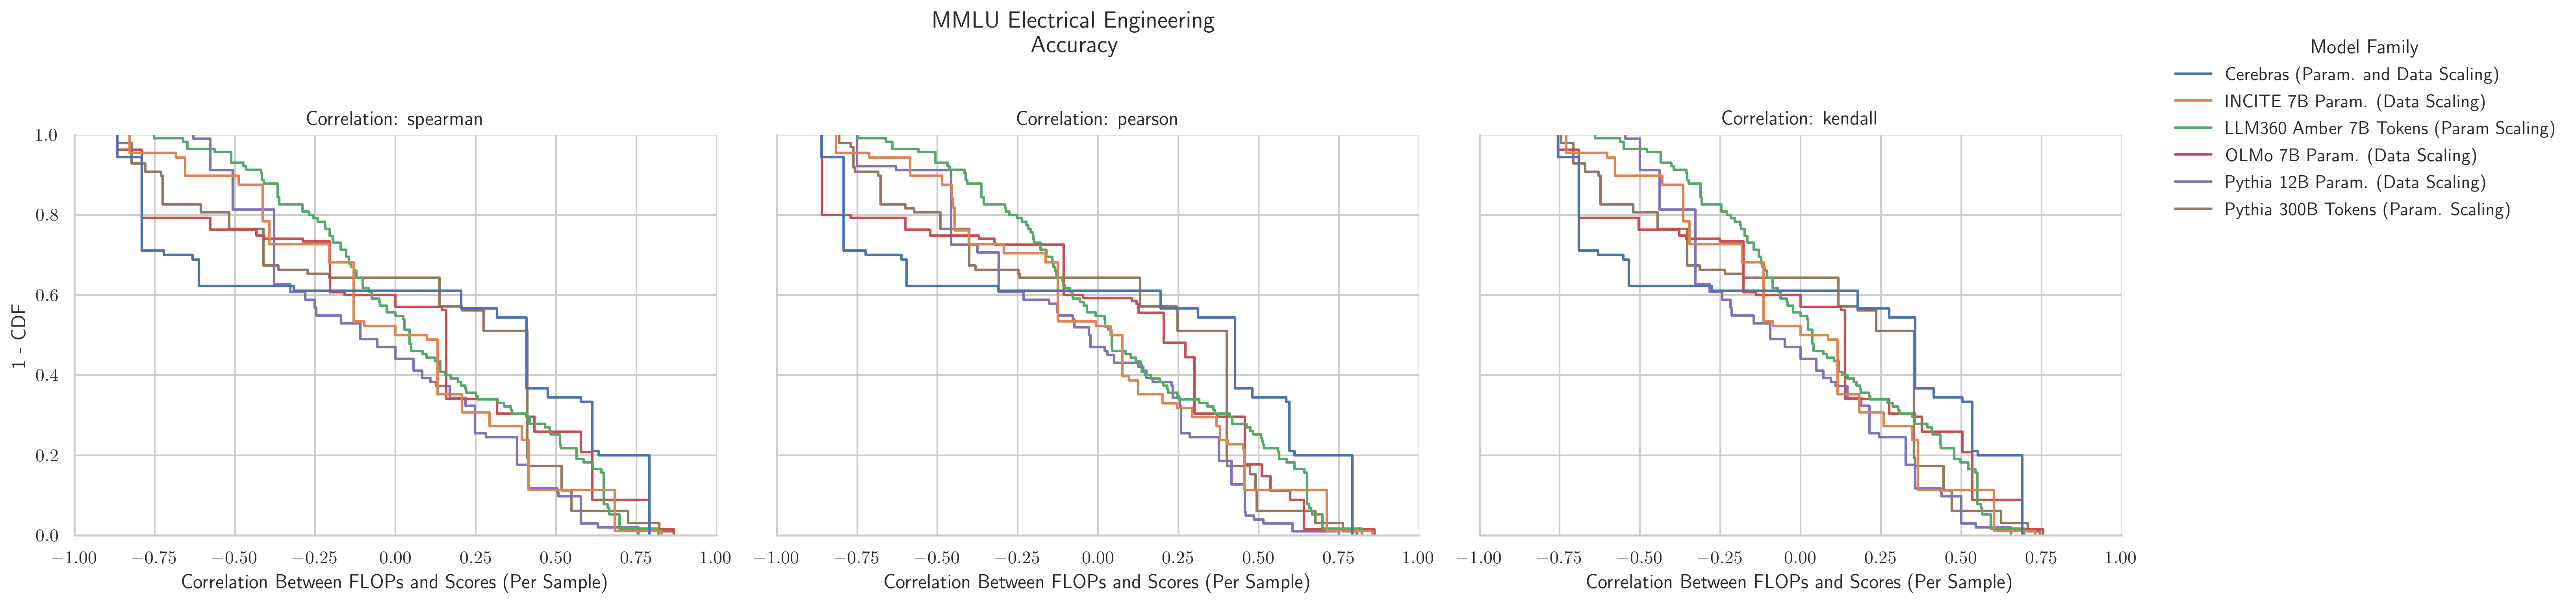 MMLU Electrical Engineering
Accuracy
Model Family
Cerebras (Param. and Data Scaling)
INCITE 7B Param. (Data Scaling)
LLM360 Amber 7B Tokens (Param Scaling)
OLMo 7B Param. (Data Scaling)
Pythia 12B Param. (Data Scaling)
Pythia 300B Tokens (Param. Scaling)
Correlation: spearman
Correlation: pearson
Correlation: kendall
1 - CDF
1.0
0.8
0.6
0.4
0.2
0.0
−1.00 −0.75 −0.50 −0.25 0.00 0.25 0.50 0.75 1.00
−1.00 −0.75 −0.50 −0.25 0.00 0.25 0.50 0.75 1.00
−1.00 −0.75 −0.50 −0.25 0.00 0.25 0.50 0.75 1.00
Correlation Between FLOPs and Scores (Per Sample)
Correlation Between FLOPs and Scores (Per Sample)
Correlation Between FLOPs and Scores (Per Sample)